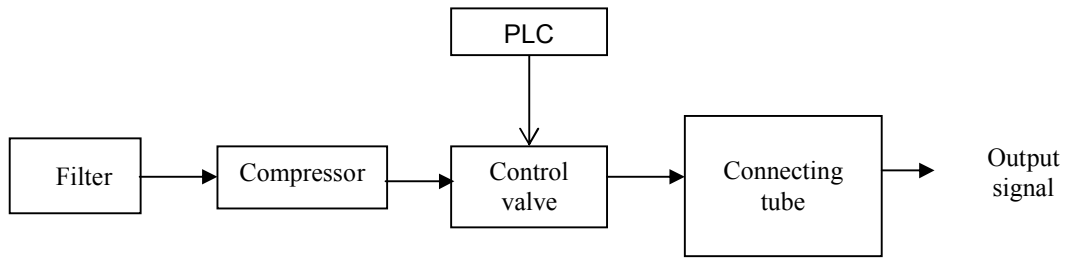 PLC
Filter
Compressor
Control
valve
Connecting
tube
Output
signal